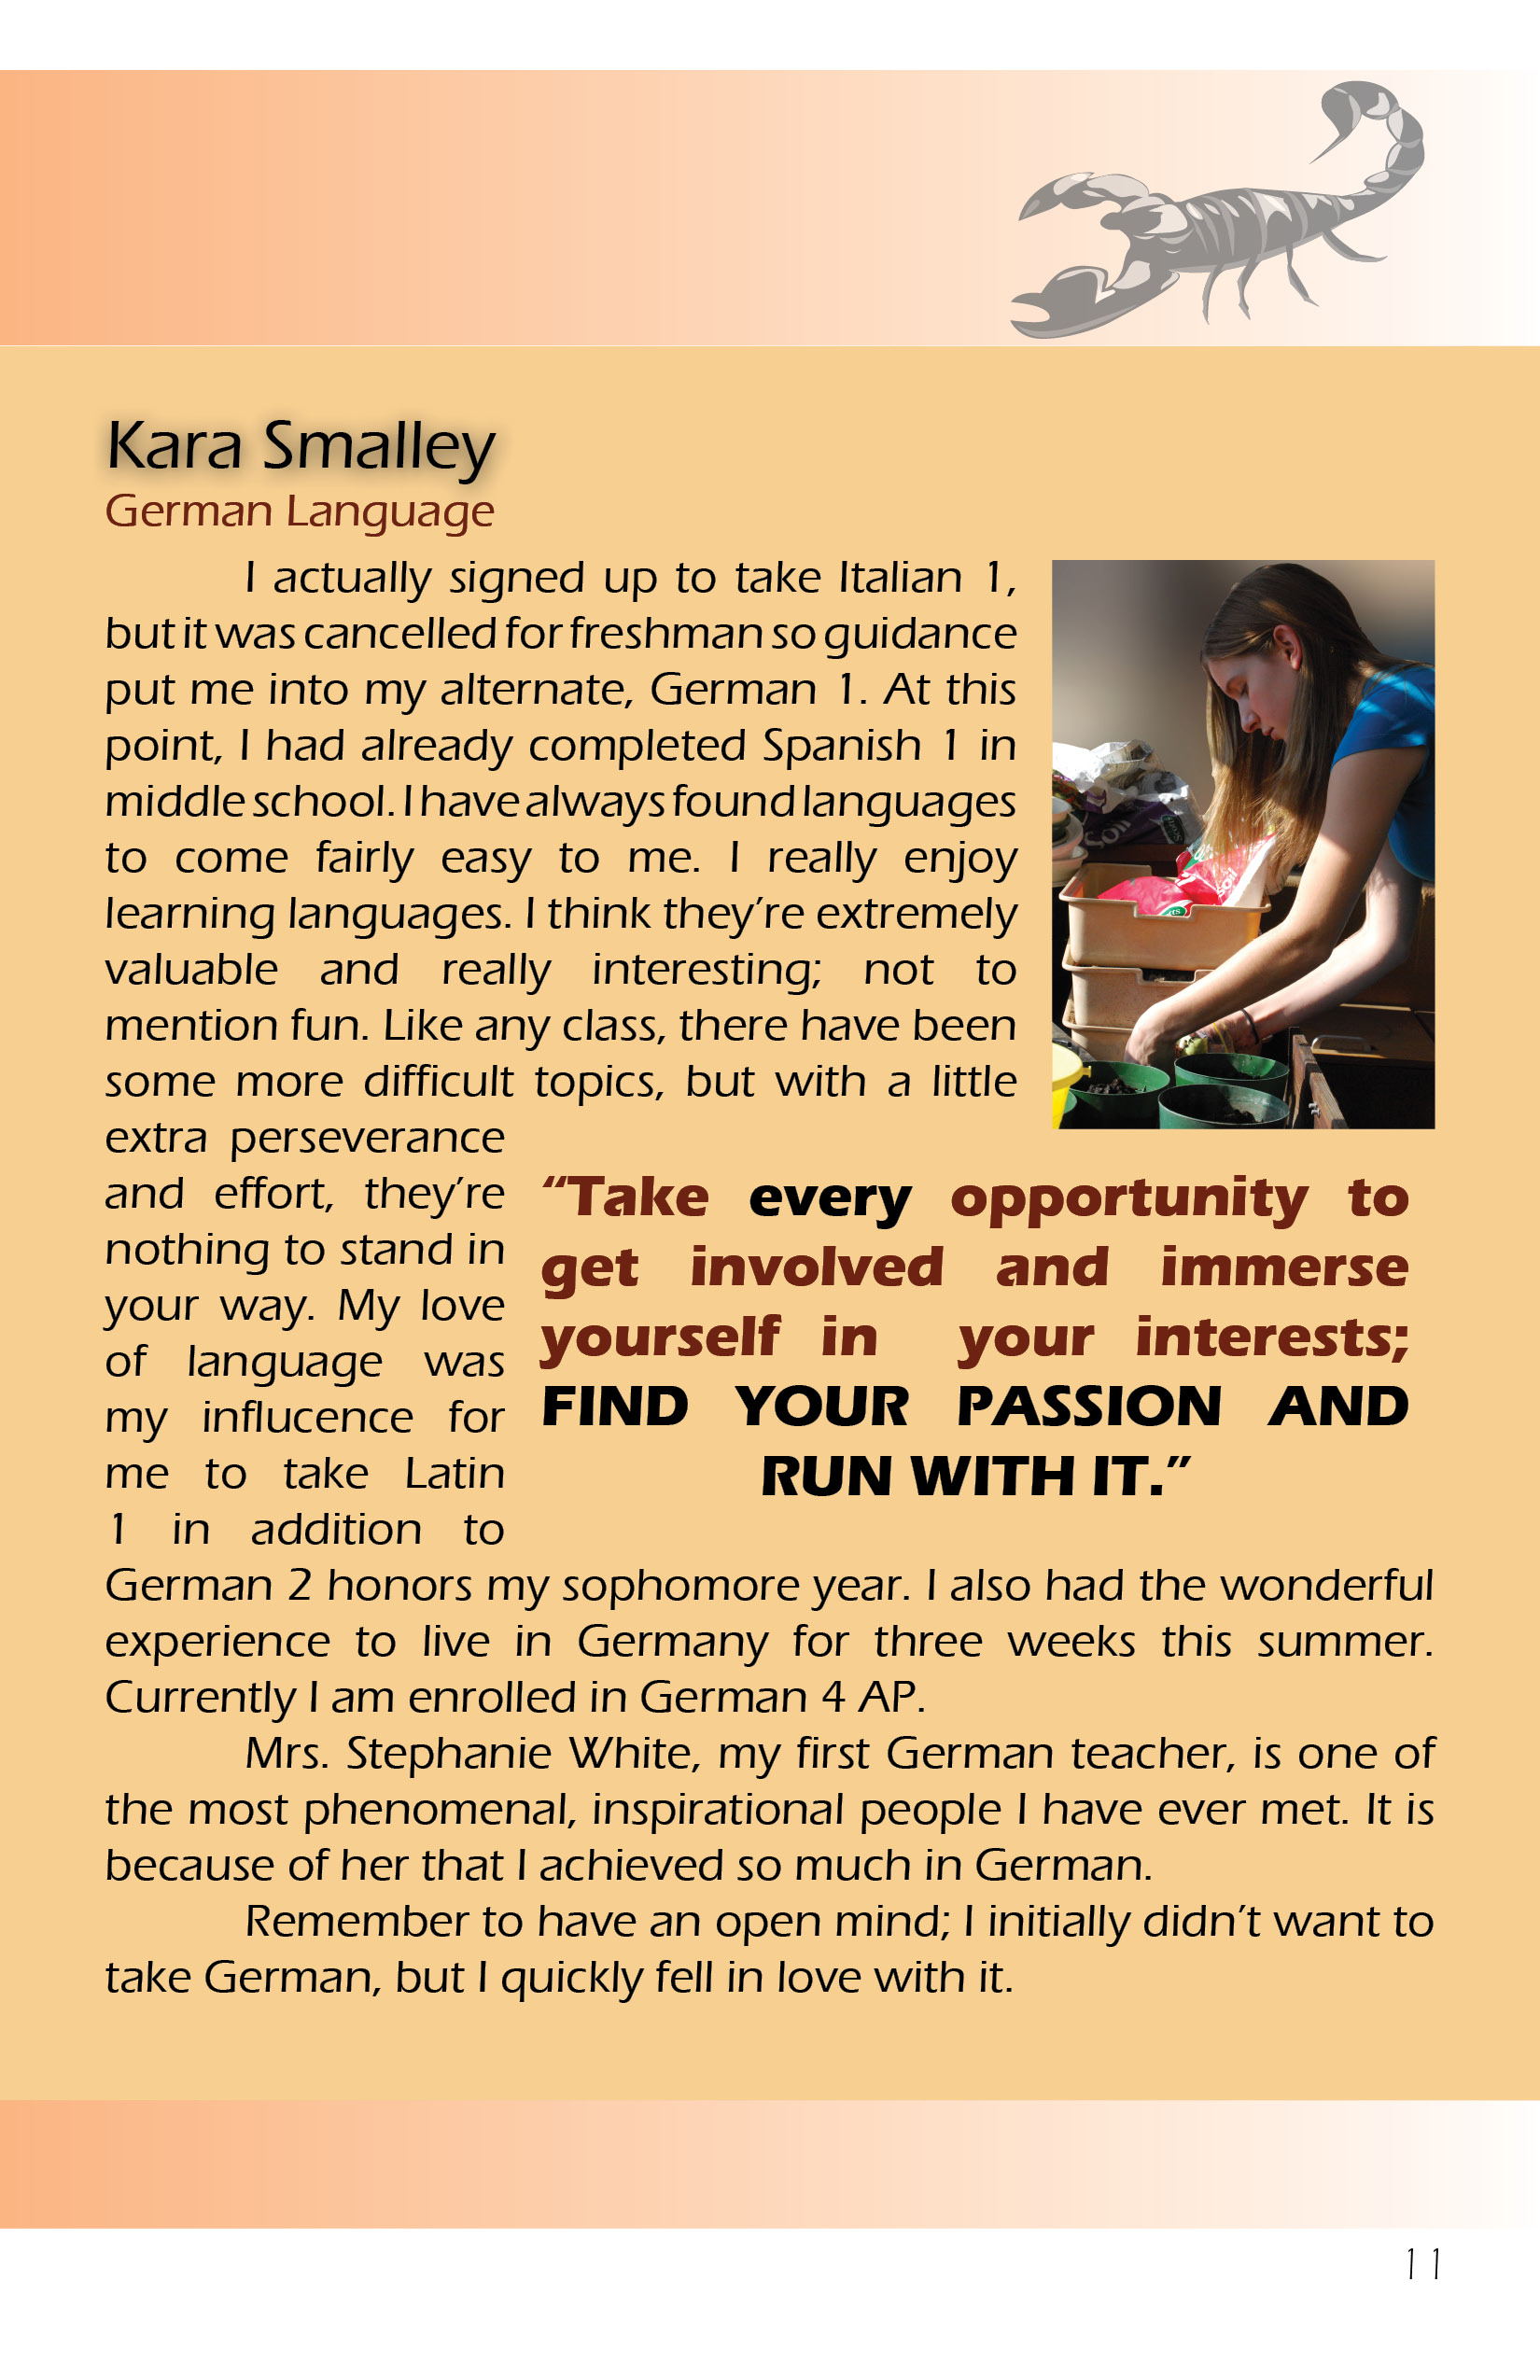 Kara Smalley
German Language
I actually signed up to take Italian 1,
but it was cancelled for freshman so guidance
put me into my alternate, German 1. At this
point, I had already completed Spanish 1 in
middle school. I have always found languages
to come fairly easy to me. I really enjoy
learning languages. I think they're extremely
valuable and really interesting; not to
mention fun. Like any class, there have been
some more difficult topics, but with a little
extra perseverance
and effort, they're
nothing to stand in
your way. My love
of language was
my influcence for
me to take Latin
1 in addition to
German 2 honors my sophomore year. I also had the wonderful
experience to live in Germany for three weeks this summer.
Currently I am enrolled in German 4 AP.
Mrs. Stephanie White, my first German teacher, is one of
the most phenomenal, inspirational people I have ever met. It is
because of her that I achieved so much in German.
Remember to have an open mind; I initially didn't want to
take German, but I quickly fell in love with it.
“Take every opportunity to
get involved and immerse
yourself in your interests;
FIND YOUR PASSION AND
RUN WITH IT.”
11